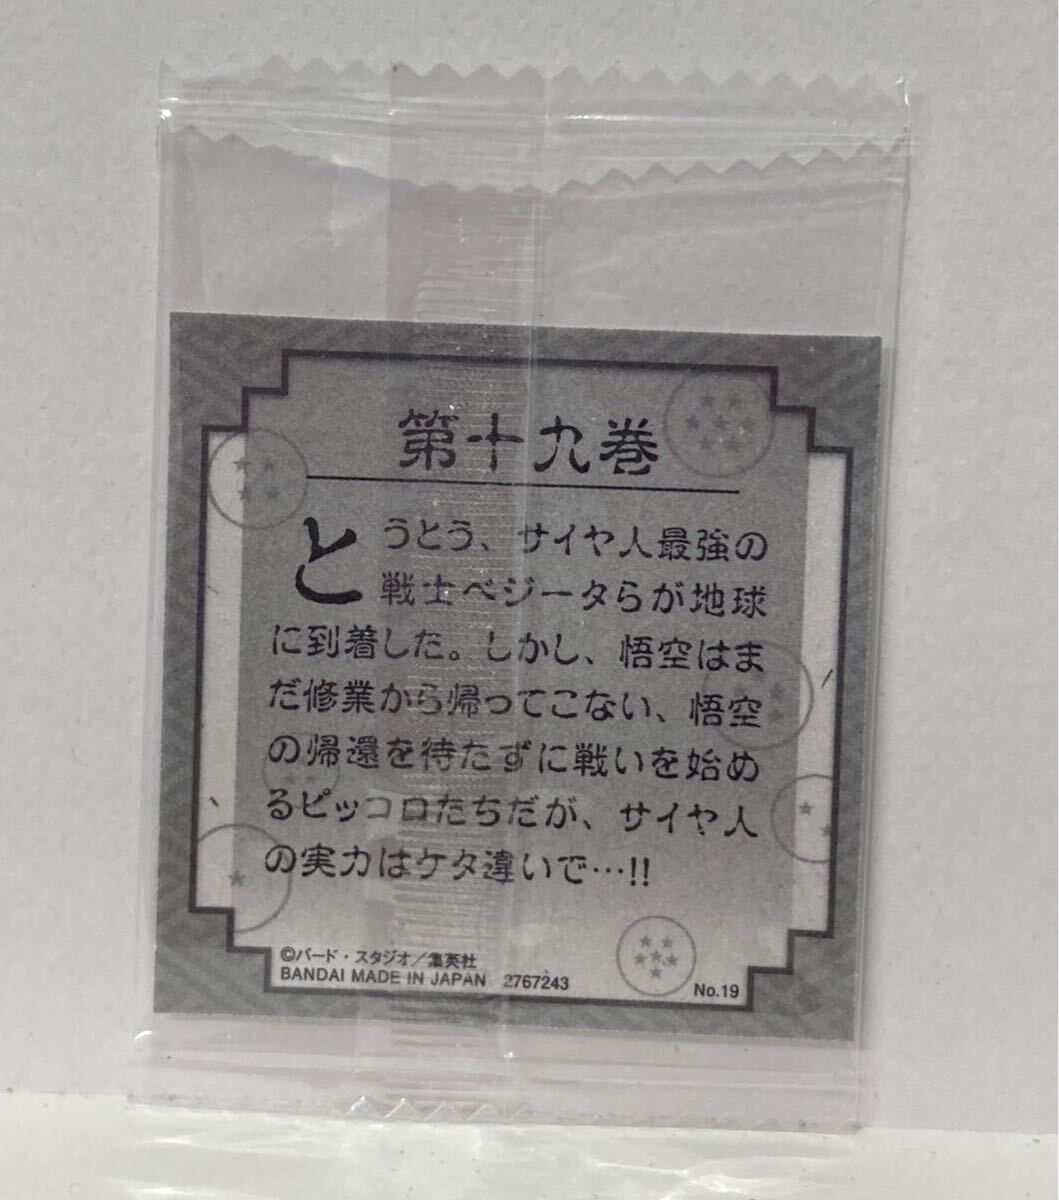 第十九巻
とうとう、サイヤ人最強の
戦士ベジータらが地球
に到着した。しかし、悟空はま
だ修業から帰ってこない、悟空
の帰還を待たずに戦いを始め
るピッコロたちだが、サイヤ人
の実力はケタ違いで…!!
©バード・スタジオ／集英社
BANDAI MADE IN JAPAN 2767243
No.19